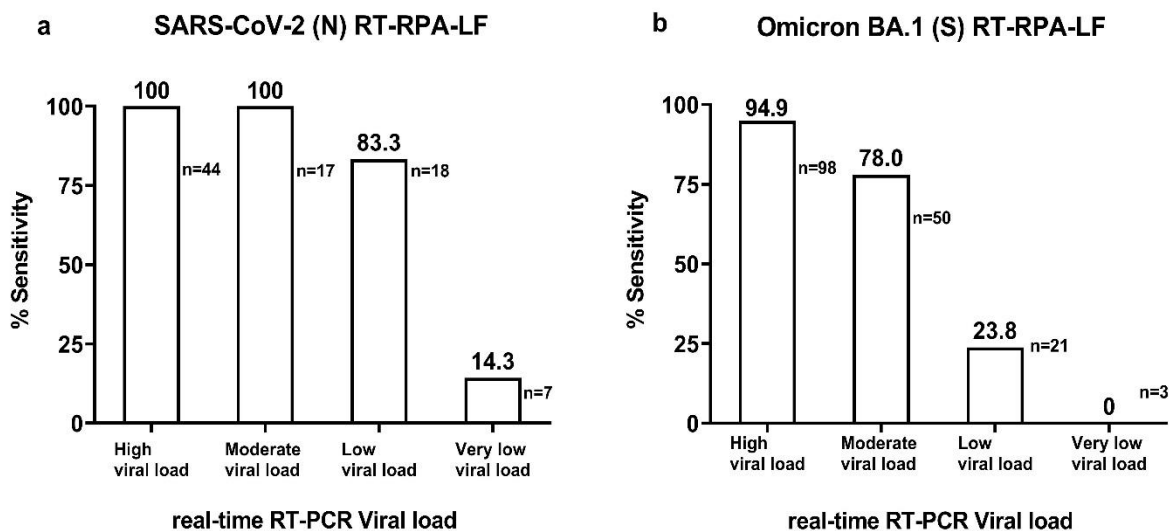 a
SARS-CoV-2 (N) RT-RPA-LF
% Sensitivity
100
75
50
25
0
100
n=44
100
n=17
83.3
n=18
14.3
n=7
High
viral load
Moderate
viral load
Low
viral load
Very low
viral load
real-time RT-PCR Viral load
b
Omicron BA.1 (S) RT-RPA-LF
% Sensitivity
100
75
50
25
0
94.9
n=98
78.0
n=50
23.8
n=21
0
n=3
High
viral load
Moderate
viral load
Low
viral load
Very low
viral load
real-time RT-PCR Viral load